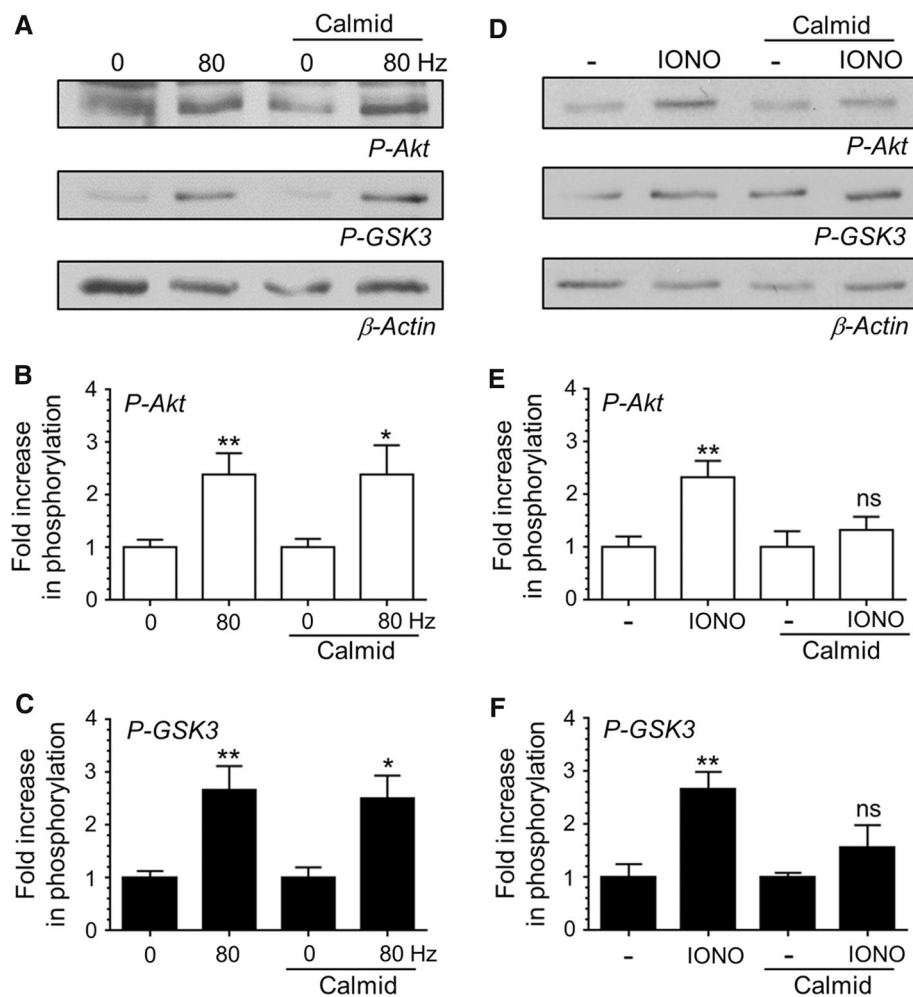 A
Calmid
0 80 0 80 Hz
P-Akt
P-GSK3
β-Actin
B
P-Akt
Fold increase
in phosphorylation
4
3
2
1
0
**
*
0 80 0 80 Hz
Calmid
C
P-GSK3
Fold increase
in phosphorylation
4
3
2
1
0
**
*
0 80 0 80 Hz
Calmid
D
Calmid
- IONO - IONO
P-Akt
P-GSK3
β-Actin
E
P-Akt
Fold increase
in phosphorylation
4
3
2
1
0
**
ns
- IONO - IONO
Calmid
F
P-GSK3
Fold increase
in phosphorylation
4
3
2
1
0
**
ns
- IONO - IONO
Calmid